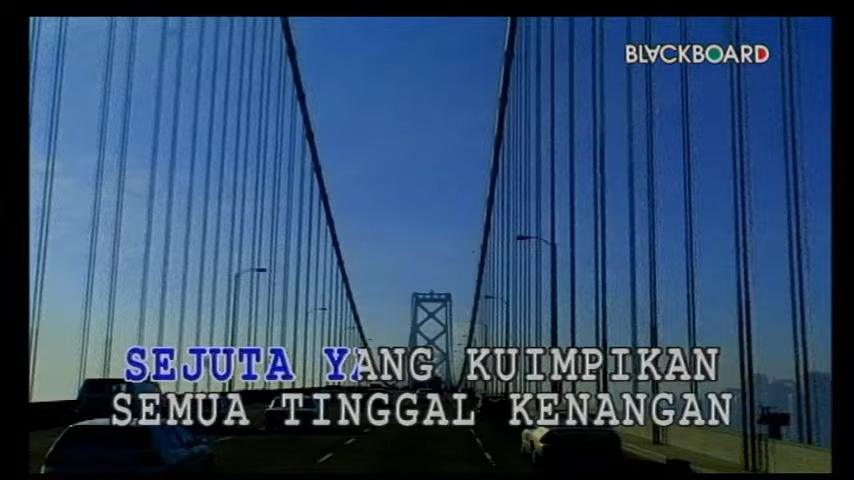 BLACKBOARD
SEJUTA YANG KUIMPIKAN
SEMUA TINGGAL KENANGAN